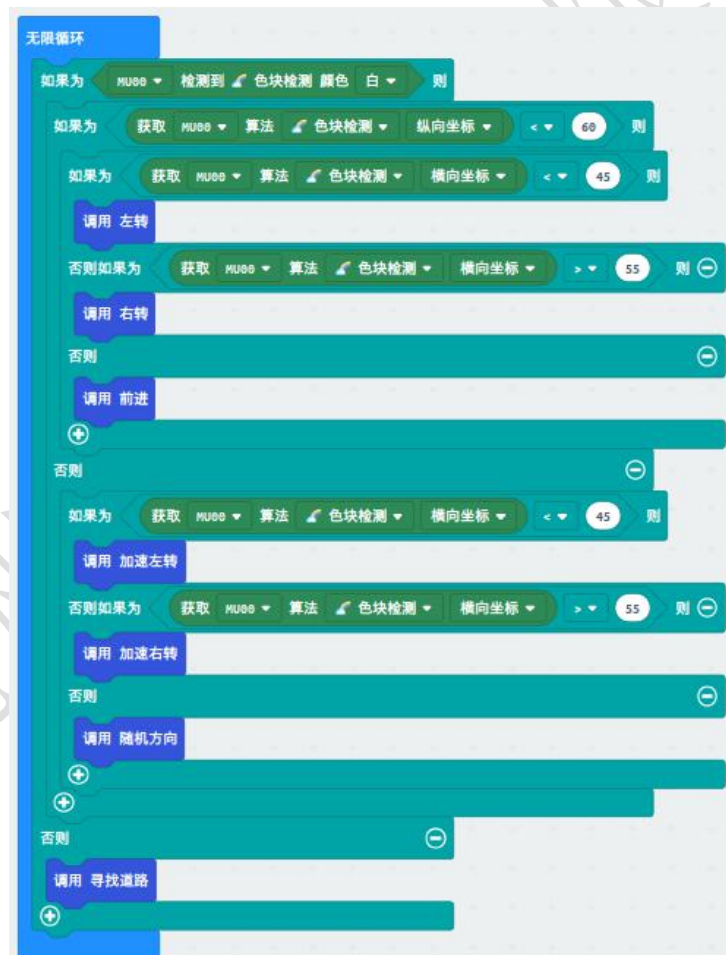 无限循环
如果为 MU00 检测到 色块检测 颜色 白 则
如果为 获取 MU00 算法 色块检测 纵向坐标 < 60 则
如果为 获取 MU00 算法 色块检测 横向坐标 < 45 则
调用 左转
否则如果为 获取 MU00 算法 色块检测 横向坐标 > 55 则
调用 右转
否则
调用 前进
否则
如果为 获取 MU00 算法 色块检测 横向坐标 < 45 则
调用 加速左转
否则如果为 获取 MU00 算法 色块检测 横向坐标 > 55 则
调用 加速右转
否则
调用 随机方向
否则
调用 寻找道路